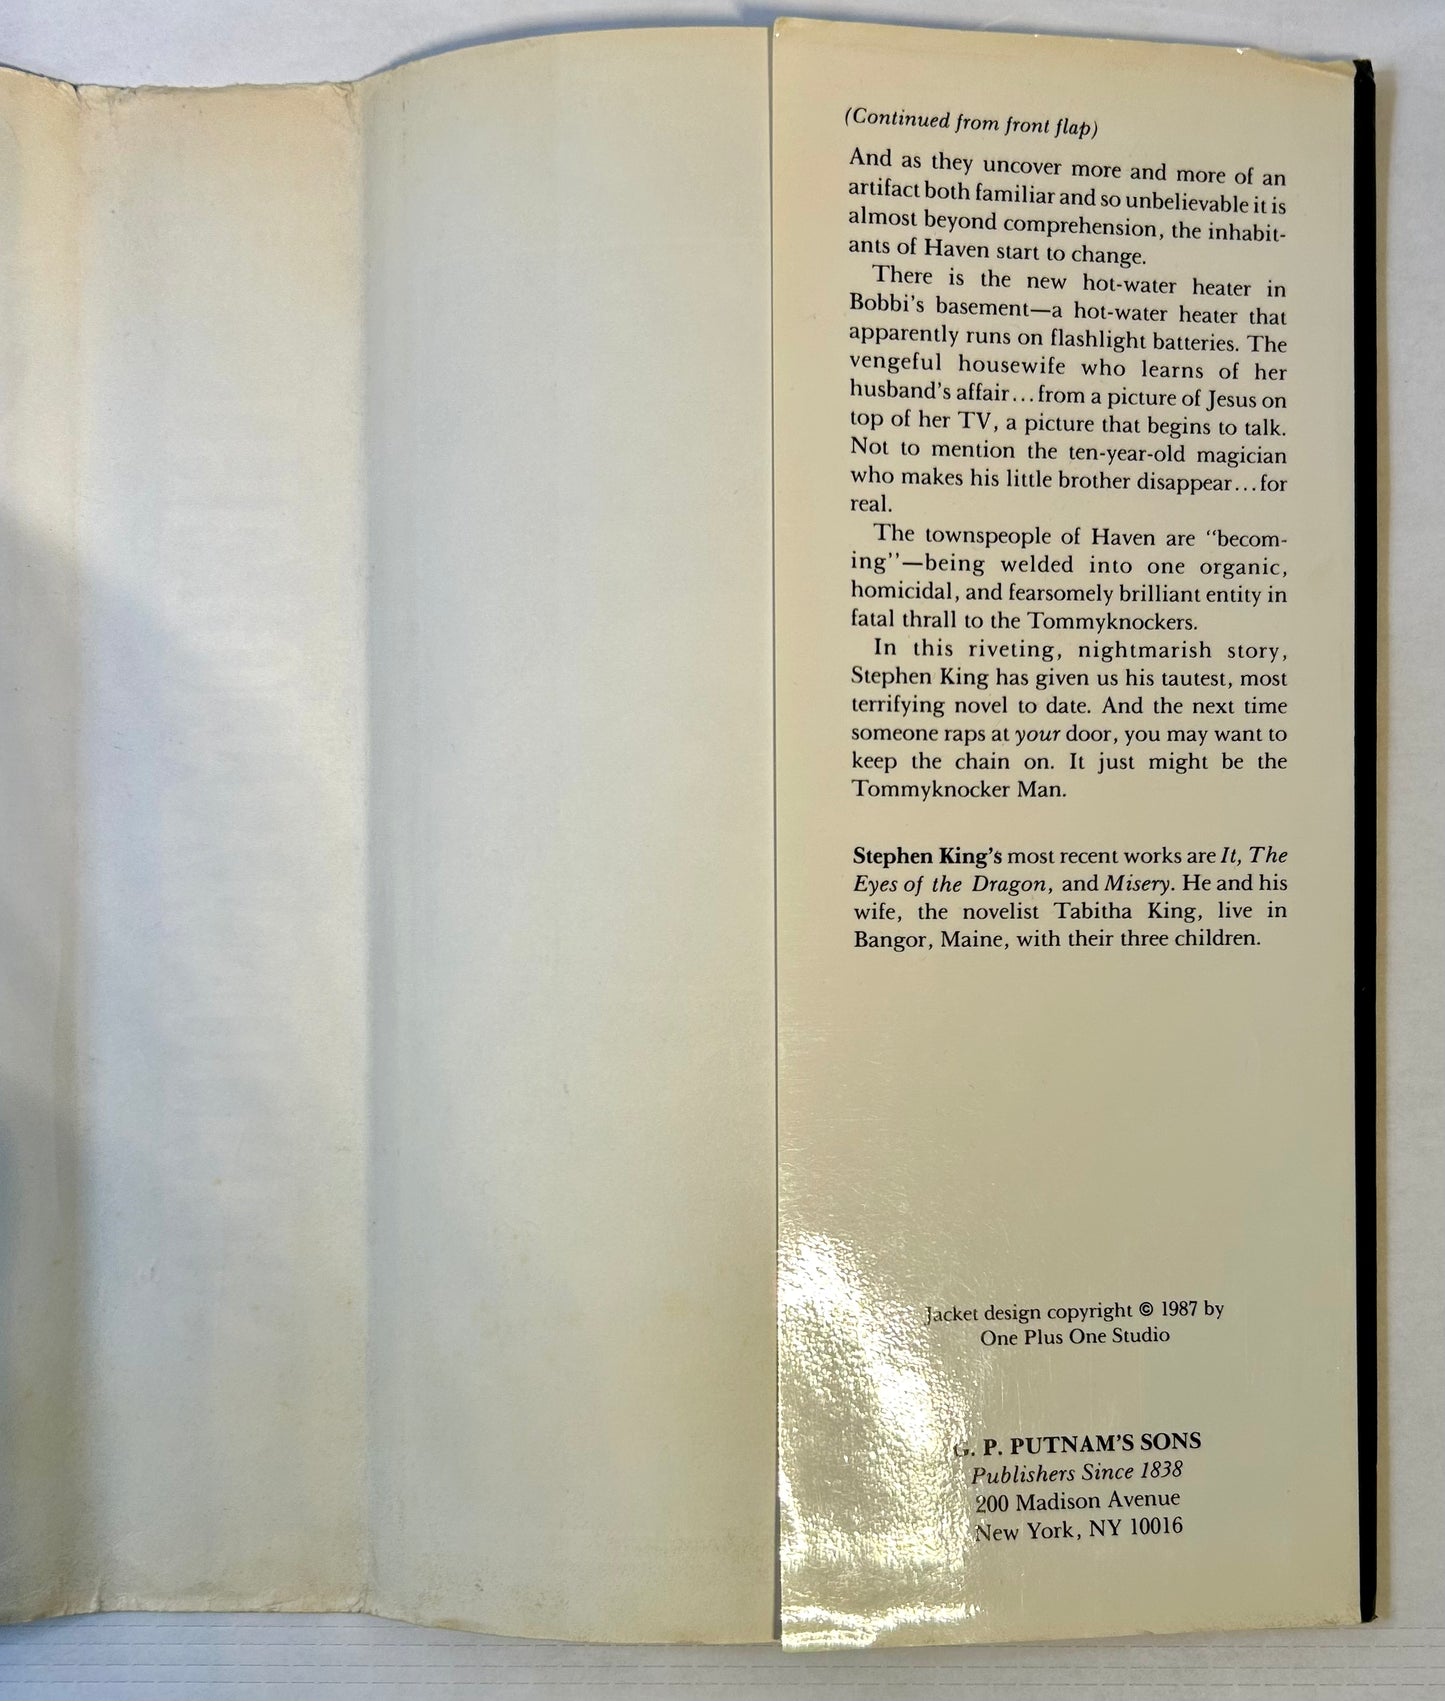 (Continued from front flap)
And as they uncover more and more of an
artifact both familiar and so unbelievable it is
almost beyond comprehension, the inhabit-
ants of Haven start to change.
There is the new hot-water heater in
Bobbi's basement—a hot-water heater that
apparently runs on flashlight batteries. The
vengeful housewife who learns of her
husband's affair...from a picture of Jesus on
top of her TV, a picture that begins to talk.
Not to mention the ten-year-old magician
who makes his little brother disappear...for
real.
The townspeople of Haven are "becom-
ing"—being welded into one organic,
homicidal, and fearsomely brilliant entity in
fatal thrall to the Tommyknockers.
In this riveting, nightmarish story,
Stephen King has given us his tautest, most
terrifying novel to date. And the next time
someone raps at your door, you may want to
keep the chain on. It just might be the
Tommyknocker Man.
Stephen King's most recent works are It, The
Eyes of the Dragon, and Misery. He and his
wife, the novelist Tabitha King, live in
Bangor, Maine, with their three children.
Jacket design copyright © 1987 by
One Plus One Studio
G. P. PUTNAM'S SONS
Publishers Since 1838
200 Madison Avenue
New York, NY 10016